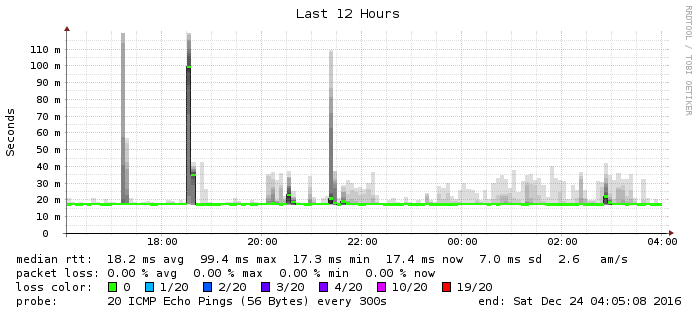 Last 12 Hours
RRDTOOL / TOBI OETIKER
Seconds
110 m
100 m
90 m
80 m
70 m
60 m
50 m
40 m
30 m
20 m
10 m
0
18:00 20:00 22:00 00:00 02:00 04:00
median rtt: 18.2 ms avg 99.4 ms max 17.3 ms min 17.4 ms now 7.0 ms sd 2.6 am/s
packet loss: 0.00 % avg 0.00 % max 0.00 % min 0.00 % now
loss color: 0 1/20 2/20 3/20 4/20 10/20 19/20
probe: 20 ICMP Echo Pings (56 Bytes) every 300s end: Sat Dec 24 04:05:08 2016